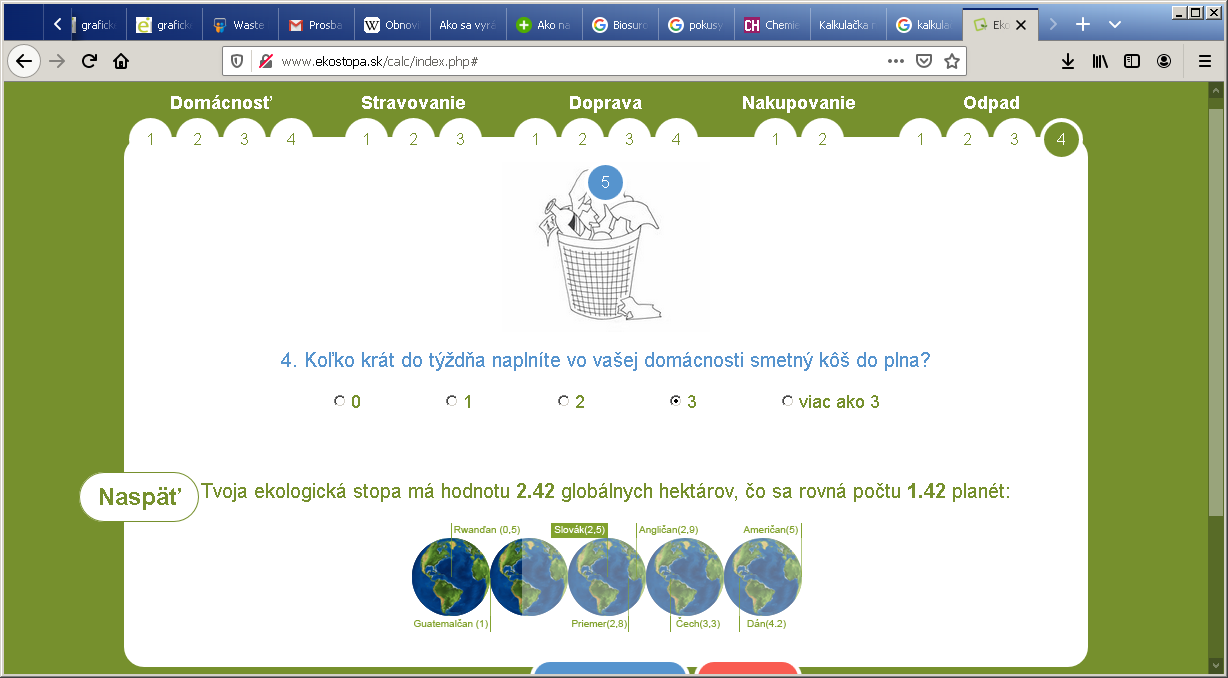 grafick
grafick
Waste
Prosba
Obnov
Ako sa vyrá
Ako na
Biosuro
pokusy
Chemie
Kalkulačka
kalkula
Eko
www.ekostopa.sk/calc/index.php#
Domácnosť Stravovanie Doprava Nakupovanie Odpad
1 2 3 4 1 2 3 1 2 3 4 1 2 1 2 3 4
5
4. Koľko krát do týždňa naplníte vo vašej domácnosti smetný kôš do plna?
0 1 2 3 viac ako 3
Naspäť
Tvoja ekologická stopa má hodnotu 2.42 globálnych hektárov, čo sa rovná počtu 1.42 planét:
Rwanďan (0,5) Slovák(2,5) Angličan(2,9) Američan(5)
Guatemalčan (1) Priemer(2,8) Čech(3,3) Dán(4.2)